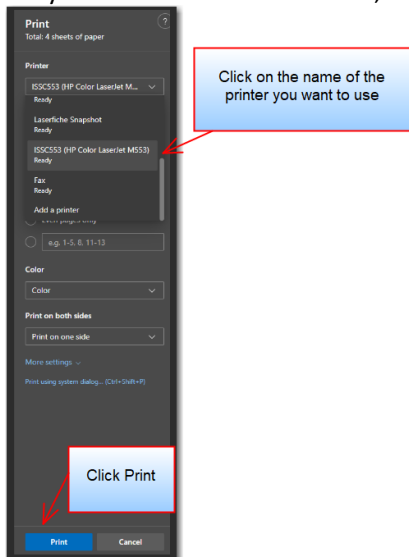 Print
?
Total: 4 sheets of paper
Printer
ISSC553 (HP Color LaserJet M...
Ready
Laserfiche Snapshot
Ready
ISSC553 (HP Color LaserJet M553)
Ready
Fax
Ready
Add a printer
Even pages only
e.g. 1-5, 8, 11-13
Color
Color
Print on both sides
Print on one side
More settings
Print using system dialog... (Ctrl+Shift+P)
Print
Cancel
Click on the name of the
printer you want to use
Click Print